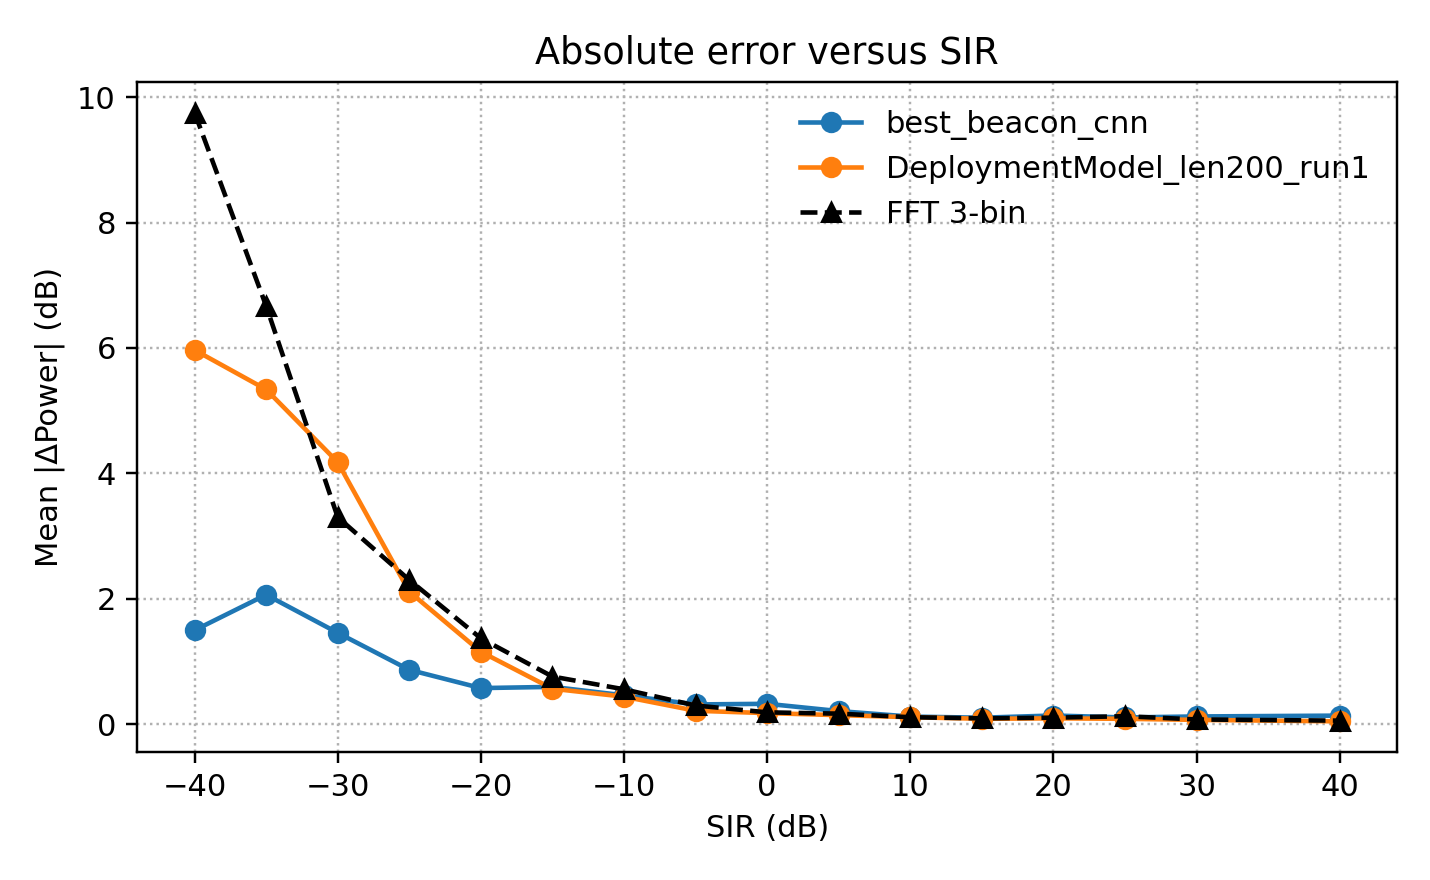 Absolute error versus SIR
best_beacon_cnn
DeploymentModel_len200_run1
FFT 3-bin
Mean |ΔPower| (dB)
10
8
6
4
2
0
−40 −30 −20 −10 0 10 20 30 40
SIR (dB)